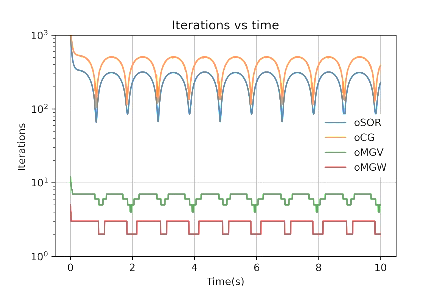 Iterations vs time
10³
10²
10¹
10⁰
Iterations
oSOR
oCG
oMGV
oMGW
0 2 4 6 8 10
Time(s)